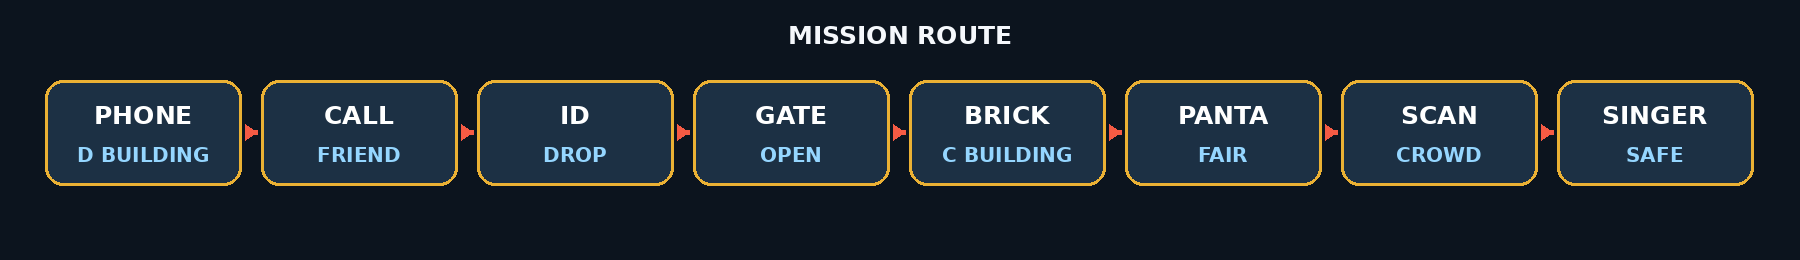 MISSION ROUTE
PHONE
D BUILDING
CALL
FRIEND
ID
DROP
GATE
OPEN
BRICK
C BUILDING
PANTA
FAIR
SCAN
CROWD
SINGER
SAFE